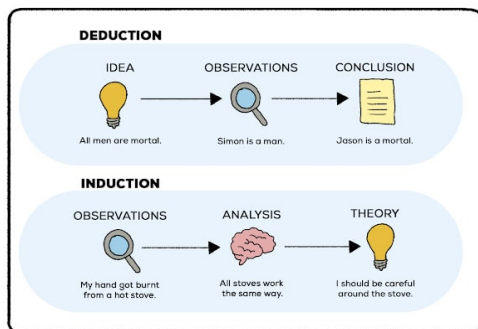 DEDUCTION
IDEA
OBSERVATIONS
CONCLUSION
All men are mortal.
Simon is a man.
Jason is a mortal.
INDUCTION
OBSERVATIONS
ANALYSIS
THEORY
My hand got burnt
from a hot stove.
All stoves work
the same way.
I should be careful
around the stove.